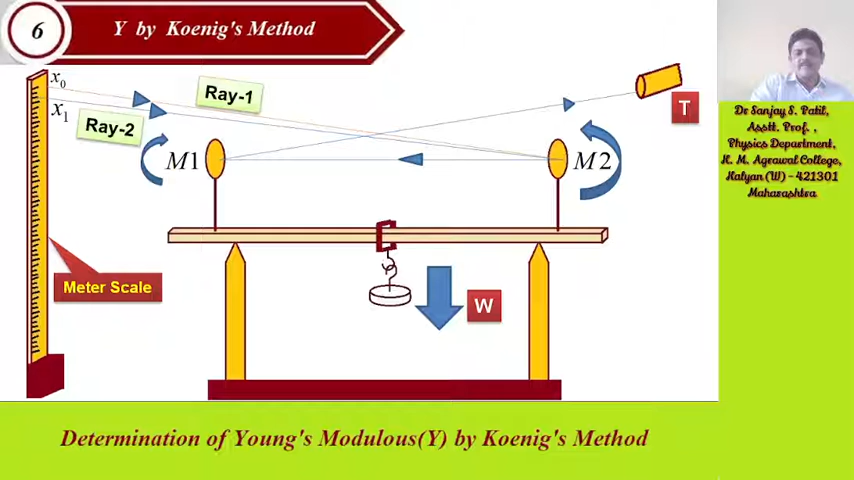 6
Y by Koenig's Method
x0
x1
Ray-1
Ray-2
M1
M2
T
Meter Scale
W
Dr Sanjay S. Patil,
Asstt. Prof. ,
Physics Department,
K. M. Agrawal College,
Kalyan (W) - 421301
Maharashtra
Determination of Young's Modulous(Y) by Koenig's Method